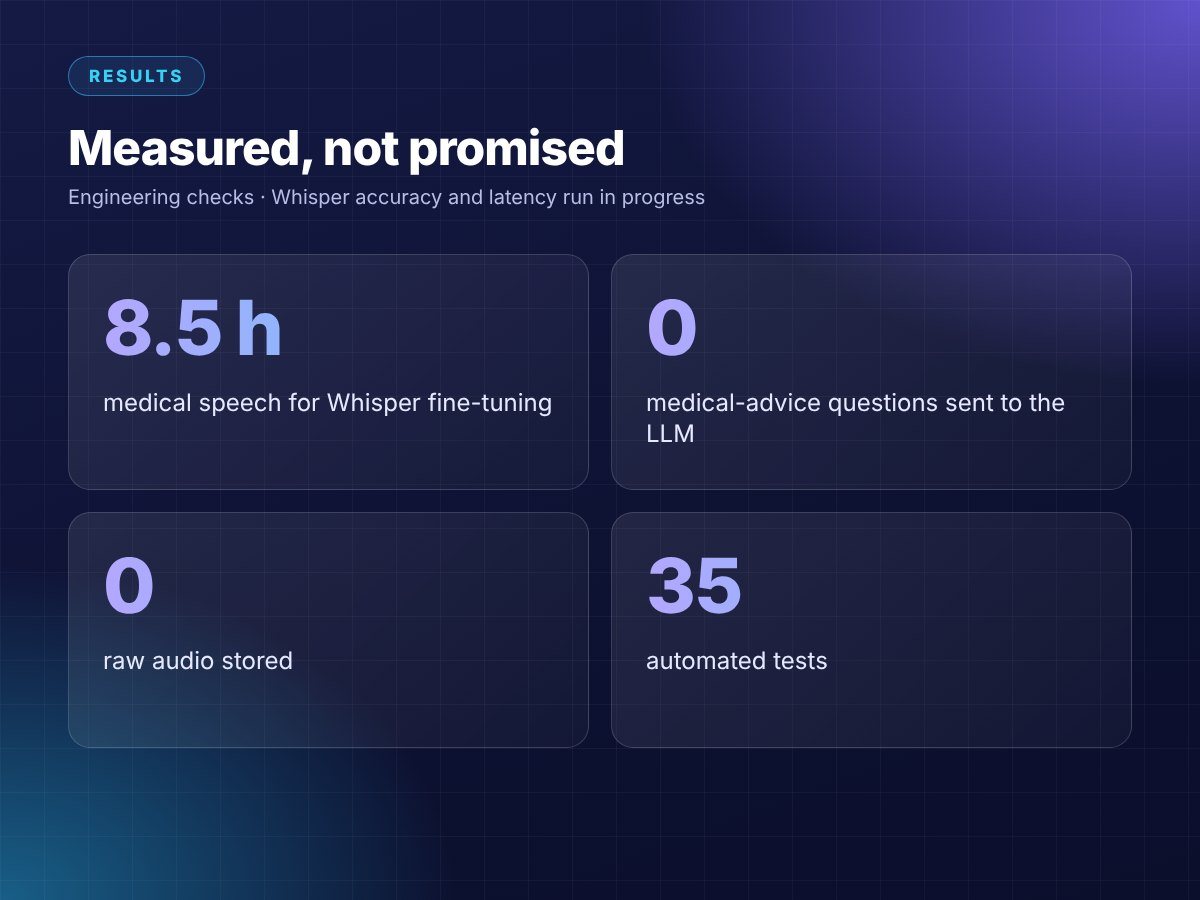 RESULTS
Measured, not promised
Engineering checks · Whisper accuracy and latency run in progress
8.5 h
medical speech for Whisper fine-tuning
0
medical-advice questions sent to the
LLM
0
raw audio stored
35
automated tests